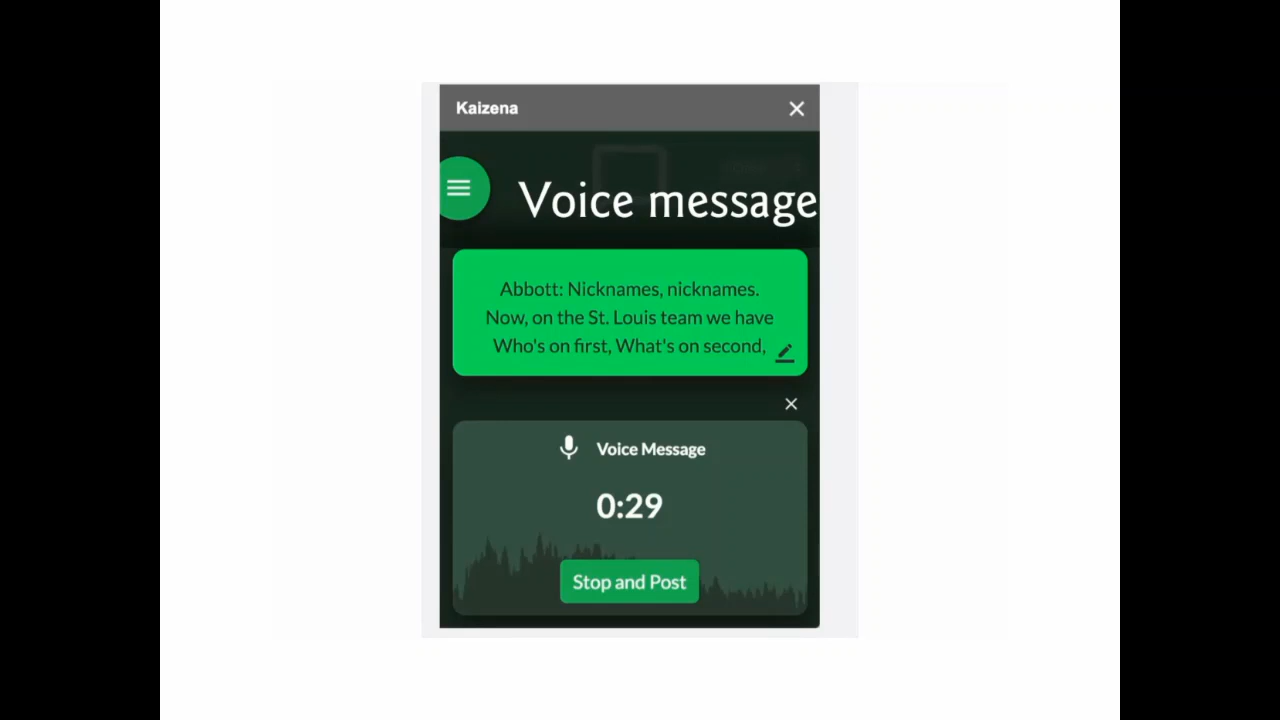 Kaizena
Voice message
Abbott: Nicknames, nicknames.
Now, on the St. Louis team we have
Who's on first, What's on second,
Voice Message
0:29
Stop and Post